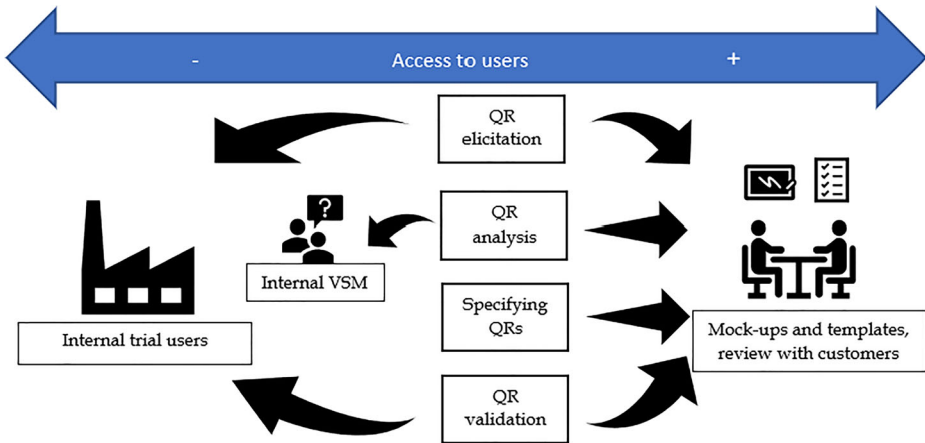 - Access to users +
QR
elicitation
?
QR
analysis
Internal VSM
Specifying
QRs
Internal trial users
Mock-ups and templates,
review with customers
QR
validation